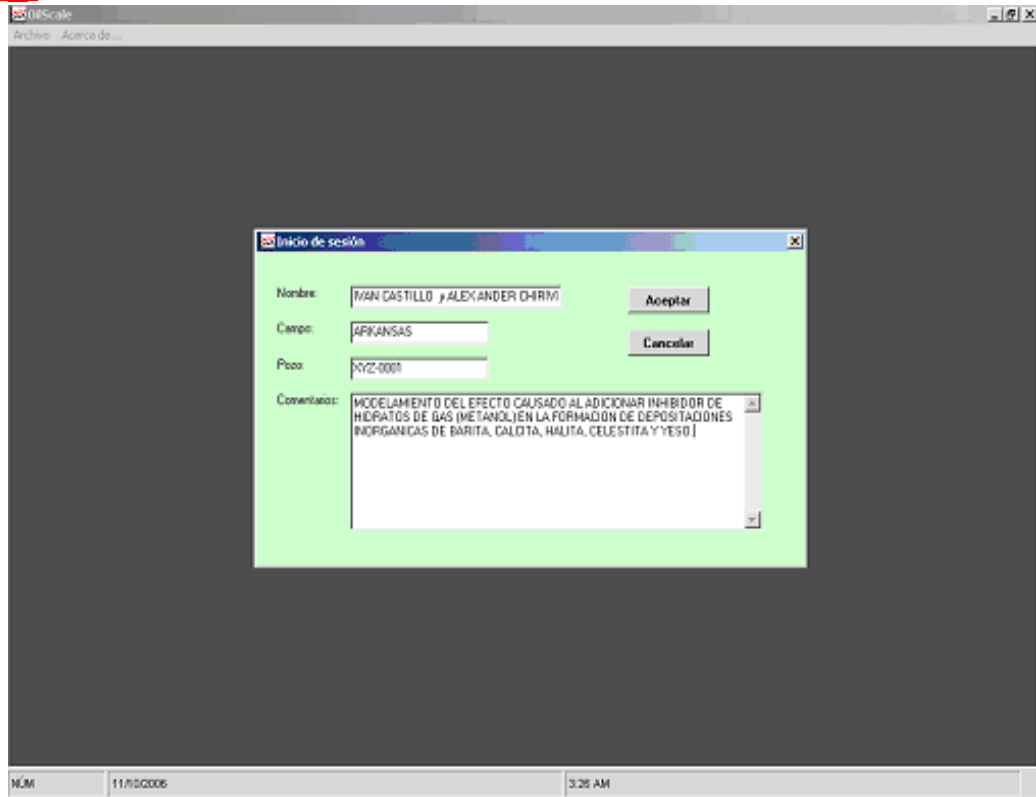 OilScale
Archivo Acerca de...
Inicio de sesión
Nombre: IVAN CASTILLO y ALEXANDER CHIRIVI
Aceptar
Campo: ARKANSAS
Cancelar
Pozo: XYZ-0001
Comentarios: MODELAMIENTO DEL EFECTO CAUSADO AL ADICIONAR INHIBIDOR DE
HIDRATOS DE GAS (METANOL) EN LA FORMACION DE DEPOSITACIONES
INORGANICAS DE BARITA, CALCITA, HALITA, CELESTITA Y YESO.
NÚM 11/10/2006 3:26 AM